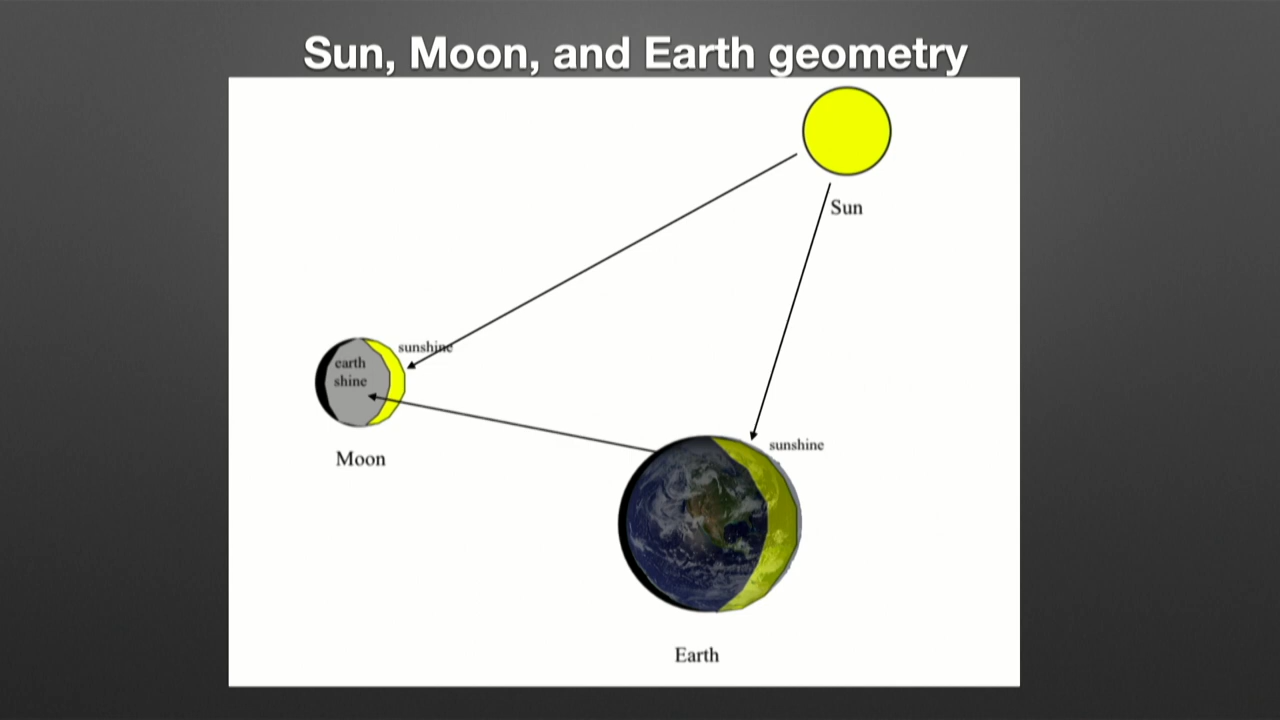 Sun, Moon, and Earth geometry
Sun
sunshine
earth
shine
Moon
sunshine
Earth